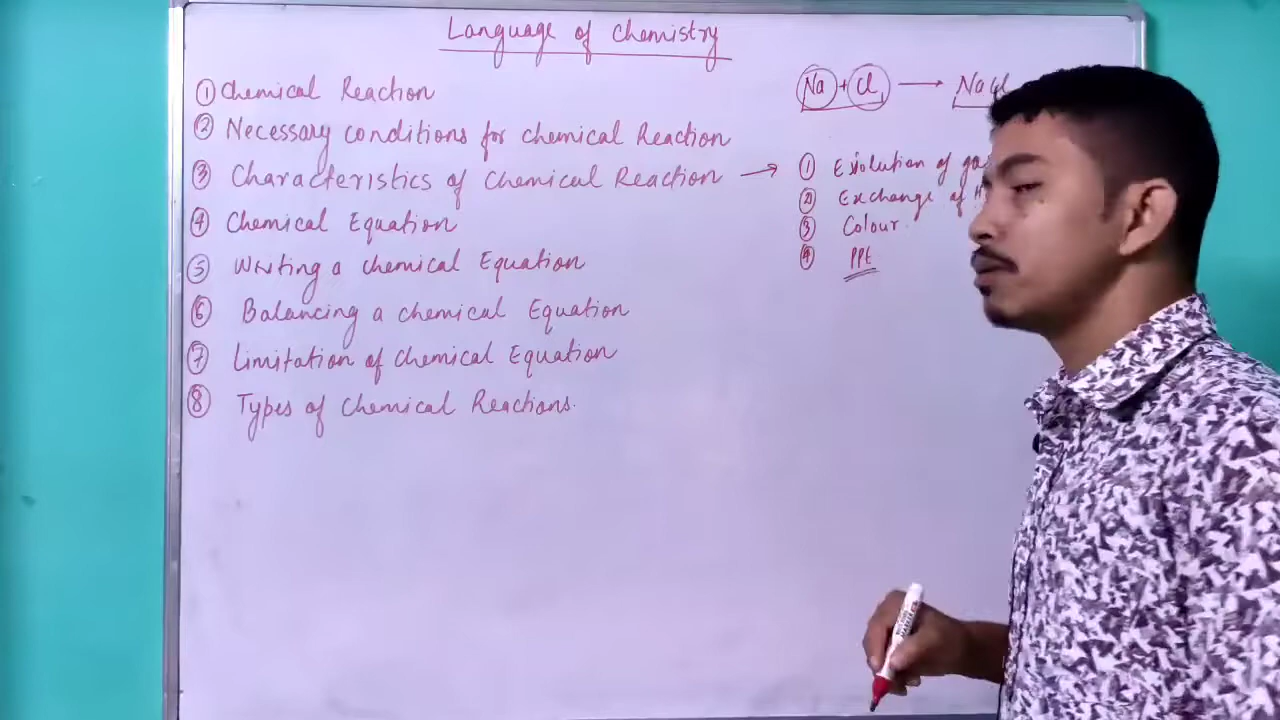 Language of Chemistry
① Chemical Reaction
② Necessary conditions for chemical Reaction
③ Characteristics of Chemical Reaction →
④ Chemical Equation
⑤ Writing a chemical Equation
⑥ Balancing a chemical Equation
⑦ Limitation of chemical Equation
⑧ Types of Chemical Reactions.
Na + Cl → NaCl
① Evolution of
② Exchange of H
③ Colour.
④ PPt